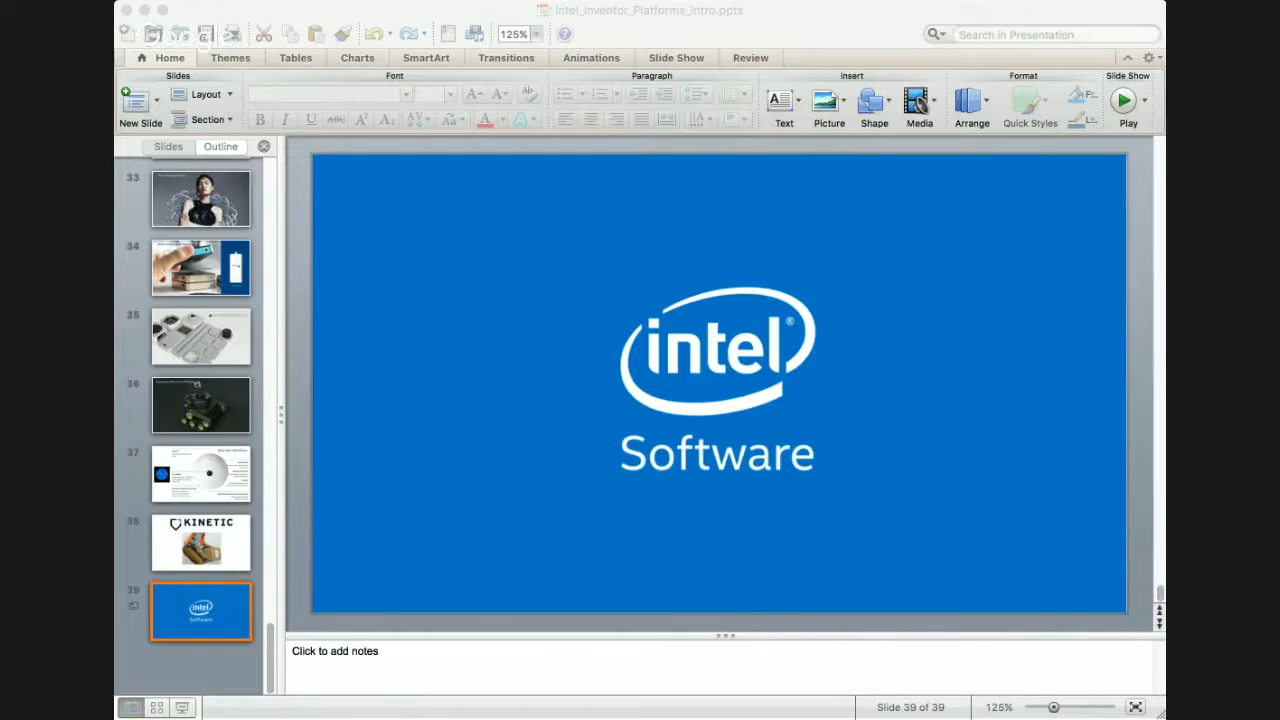 Intel_Inventor_Platforms_Intro.pptx
125%
Search in Presentation
Home Themes Tables Charts SmartArt Transitions Animations Slide Show Review
Slides Font Paragraph Insert Format Slide Show
New Slide Layout Section
Text Picture Shape Media Arrange Quick Styles Play
Slides Outline
33
34
35
36
37
38
KINETIC
39
intel
Software
intel®
Software
Click to add notes
Slide 39 of 39 125%